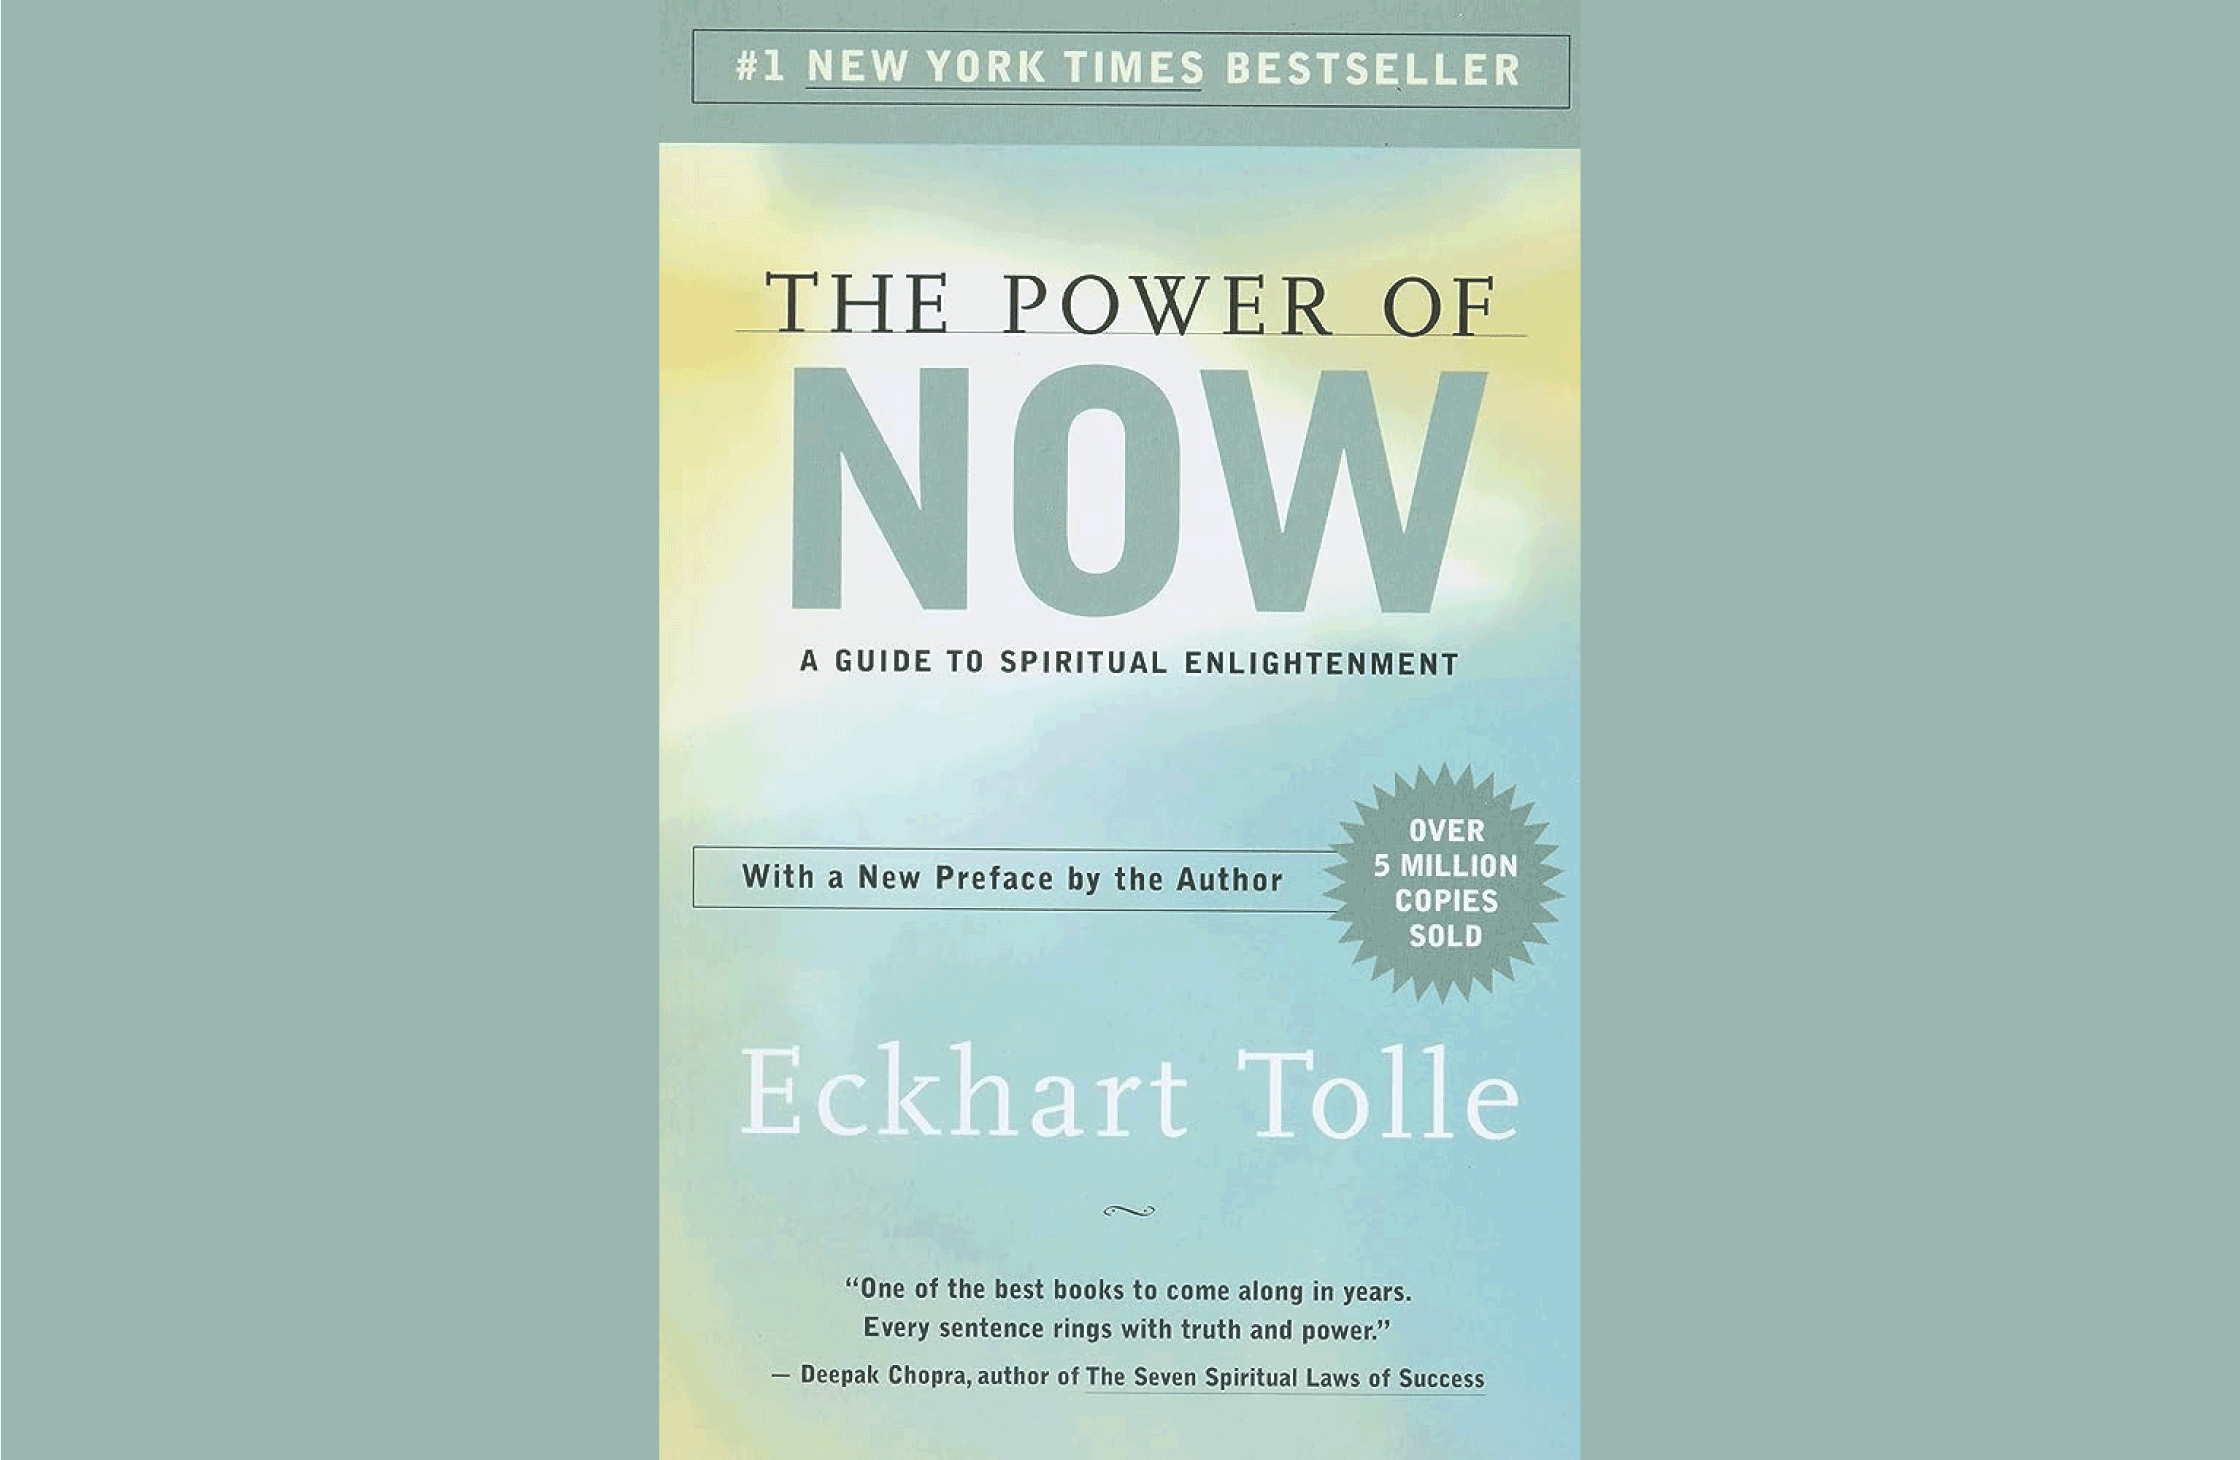 #1 NEW YORK TIMES BESTSELLER
THE POWER OF
NOW
A GUIDE TO SPIRITUAL ENLIGHTENMENT
With a New Preface by the Author
OVER
5 MILLION
COPIES
SOLD
Eckhart Tolle
“One of the best books to come along in years.
Every sentence rings with truth and power.”
— Deepak Chopra, author of The Seven Spiritual Laws of Success